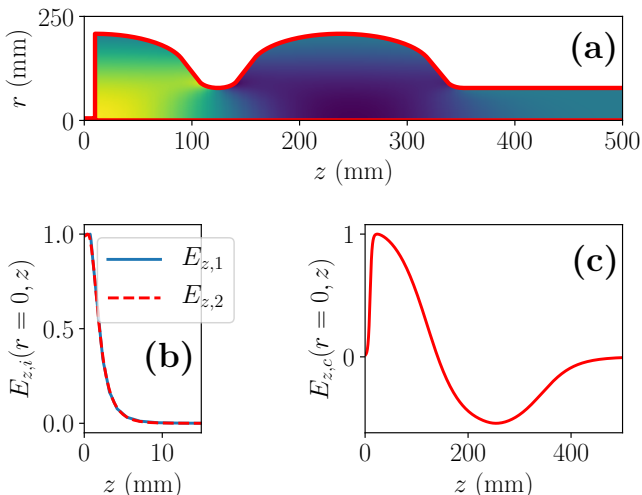 250
0
r (mm)
(a)
0 100 200 300 400 500
z (mm)
1.0
0.5
0.0
E_{z,i}(r = 0, z)
E_{z,1}
E_{z,2}
(b)
0 10
z (mm)
1
0
E_{z,c}(r = 0, z)
(c)
0 200 400
z (mm)